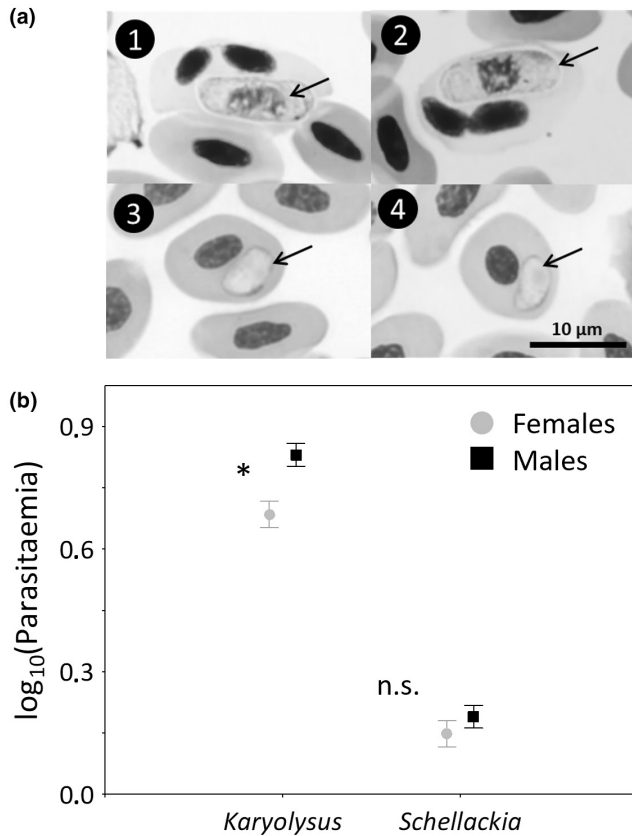 (a)
1
2
3
4
10 µm
(b)
log₁₀(Parasitaemia)
0.9
0.6
0.3
0.0
Females
Males
*
n.s.
Karyolysus
Schellackia